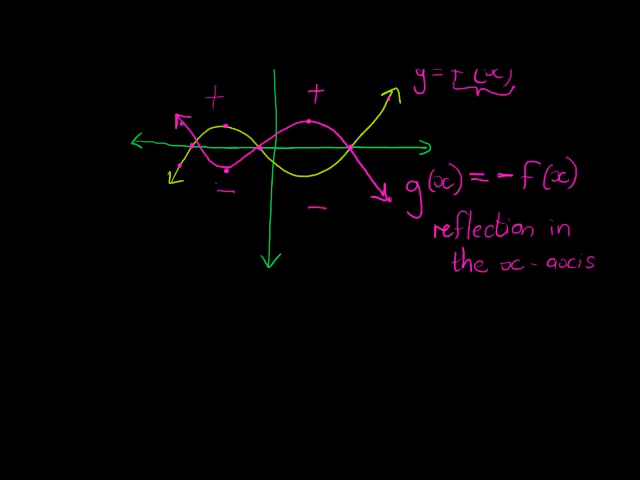 + +
y = f(x)
− −
g(x) = -f(x)
reflection in
the x-axis